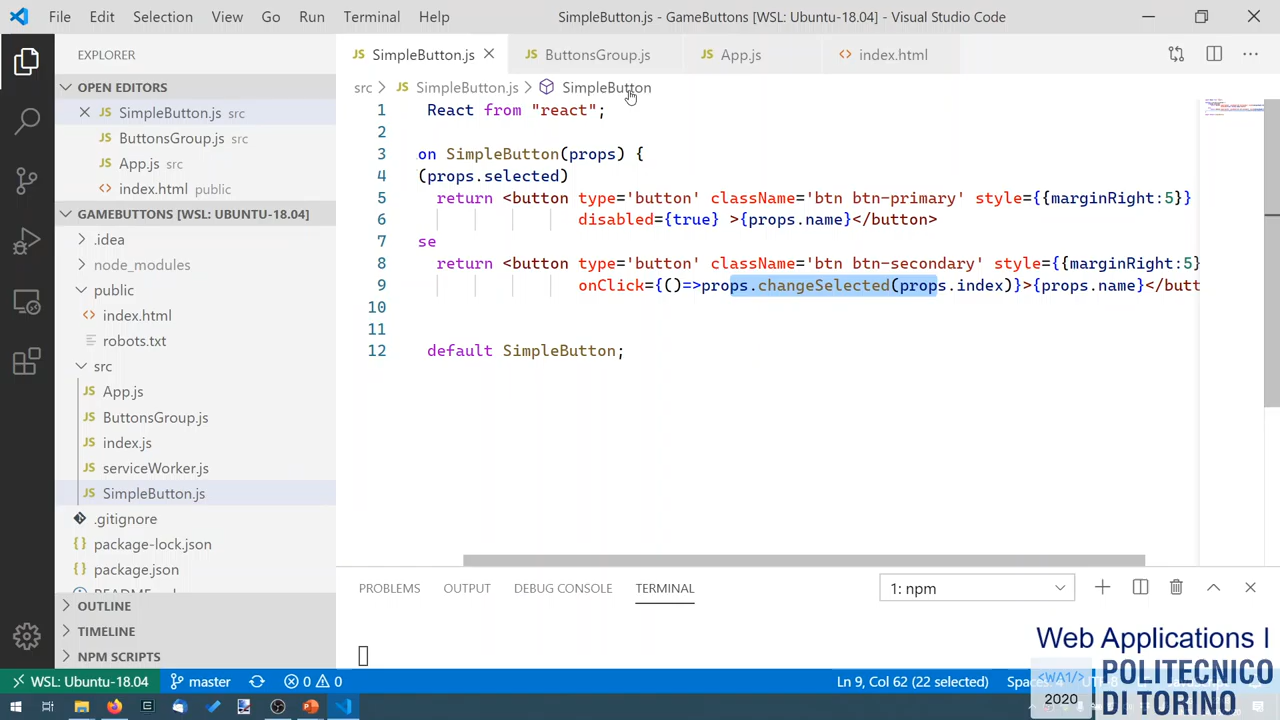 File Edit Selection View Go Run Terminal Help SimpleButton.js - GameButtons [WSL: Ubuntu-18.04] - Visual Studio Code
EXPLORER
OPEN EDITORS
SimpleButton.js src
ButtonsGroup.js src
App.js src
index.html public
GAMEBUTTONS [WSL: UBUNTU-18.04]
.idea
node_modules
public
index.html
robots.txt
src
App.js
ButtonsGroup.js
index.js
serviceWorker.js
SimpleButton.js
.gitignore
package-lock.json
package.json
OUTLINE
TIMELINE
NPM SCRIPTS
JS SimpleButton.js JS ButtonsGroup.js JS App.js <> index.html
src > JS SimpleButton.js > SimpleButton
1 React from "react";
2
3 on SimpleButton(props) {
4 (props.selected)
5 return <button type='button' className='btn btn-primary' style={{marginRight:5}}
6 disabled={true} >{props.name}</button>
7 se
8 return <button type='button' className='btn btn-secondary' style={{marginRight:5}
9 onClick={()=>props.changeSelected(props.index)}>{props.name}</butt
10
11
12 default SimpleButton;
PROBLEMS OUTPUT DEBUG CONSOLE TERMINAL 1: npm
WSL: Ubuntu-18.04 master 0 0 Ln 9, Col 62 (22 selected)
Web Applications I
<WA1/>
2020
POLITECNICO
DI TORINO